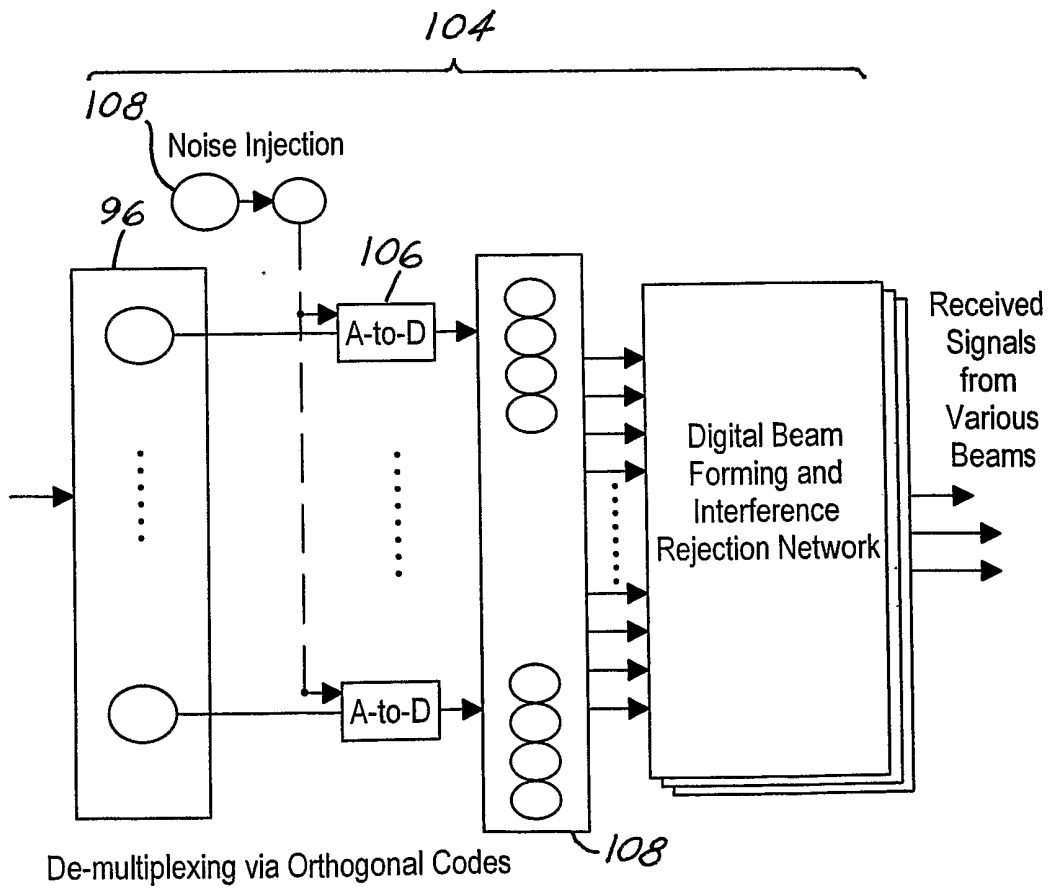 104
108
Noise Injection
96
106
A-to-D
Received
Signals
from
Various
Beams
Digital Beam
Forming and
Interference
Rejection Network
A-to-D
108
De-multiplexing via Orthogonal Codes